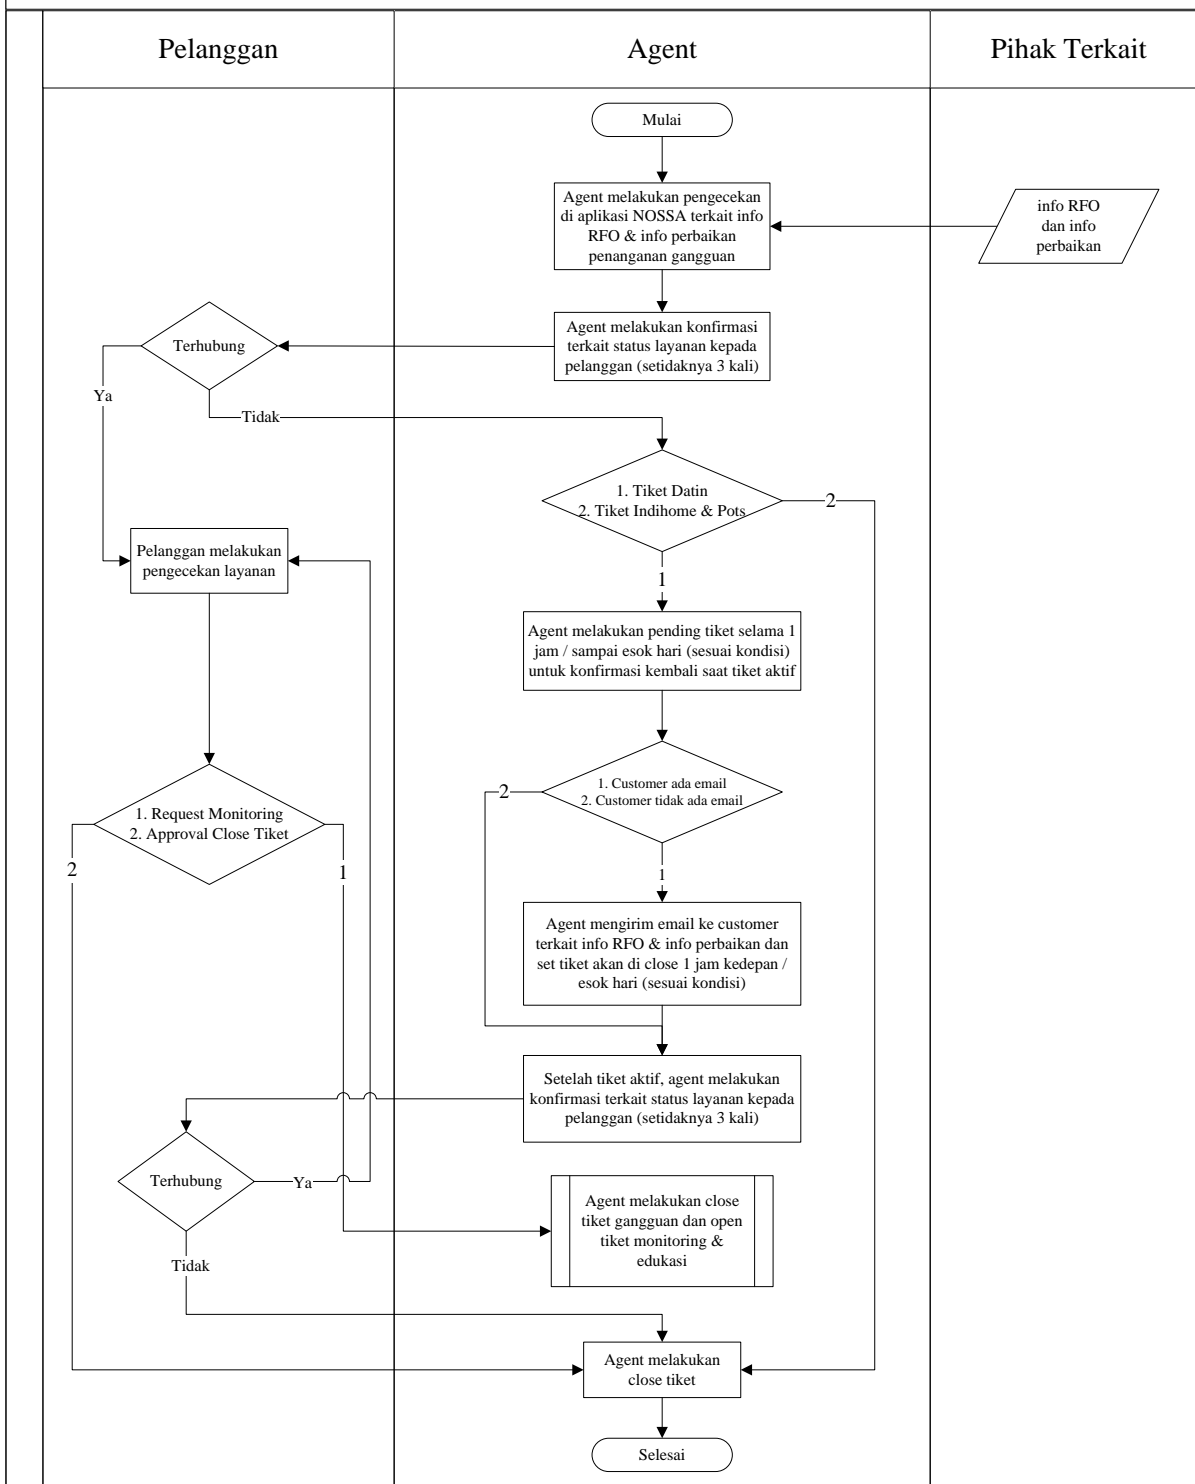 Pelanggan
Agent
Pihak Terkait
Mulai
Agent melakukan pengecekan
di aplikasi NOSSA terkait info
RFO & info perbaikan
penanganan gangguan
info RFO
dan info
perbaikan
Agent melakukan konfirmasi
terkait status layanan kepada
pelanggan (setidaknya 3 kali)
Terhubung
Ya
Tidak
1. Tiket Datin
2. Tiket Indihome & Pots
2
1
Pelanggan melakukan
pengecekan layanan
Agent melakukan pending tiket selama 1
jam / sampai esok hari (sesuai kondisi)
untuk konfirmasi kembali saat tiket aktif
1. Customer ada email
2. Customer tidak ada email
2
1
1. Request Monitoring
2. Approval Close Tiket
2
1
Agent mengirim email ke customer
terkait info RFO & info perbaikan dan
set tiket akan di close 1 jam kedepan /
esok hari (sesuai kondisi)
Setelah tiket aktif, agent melakukan
konfirmasi terkait status layanan kepada
pelanggan (setidaknya 3 kali)
Terhubung
Ya
Tidak
Agent melakukan close
tiket gangguan dan open
tiket monitoring &
edukasi
Agent melakukan
close tiket
Selesai